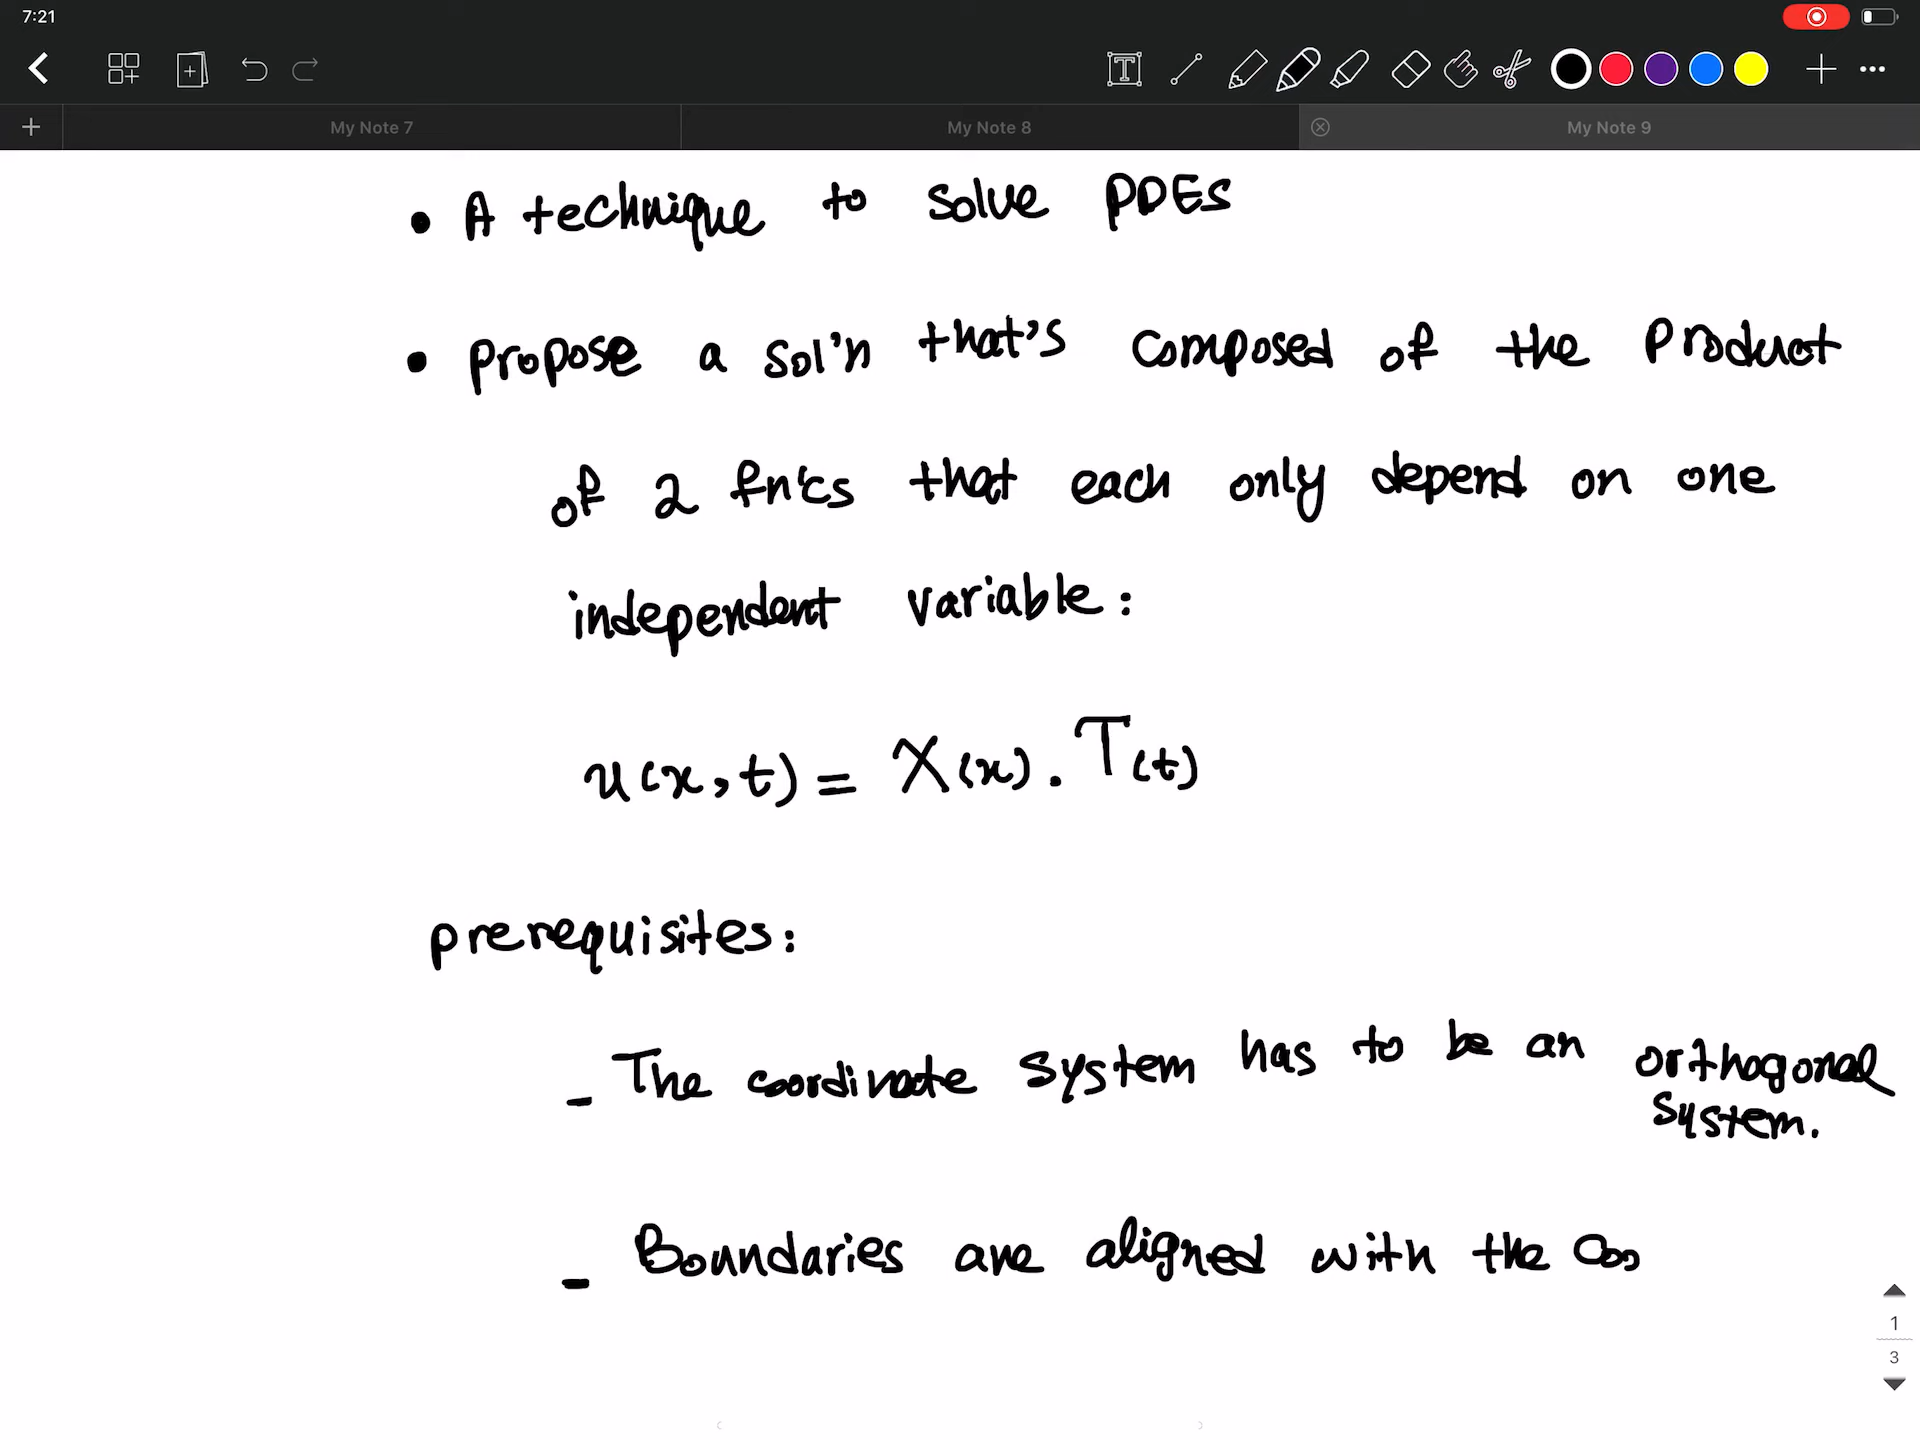 7:21
My Note 7 My Note 8 My Note 9
• A technique to solve PDEs
• propose a sol'n that's composed of the product
of 2 fn'cs that each only depend on one
independent variable:
u(x,t) = X(x) . T(t)
prerequisites:
- The coordinate system has to be an orthogonal
system.
- Boundaries are aligned with the coo
1
3